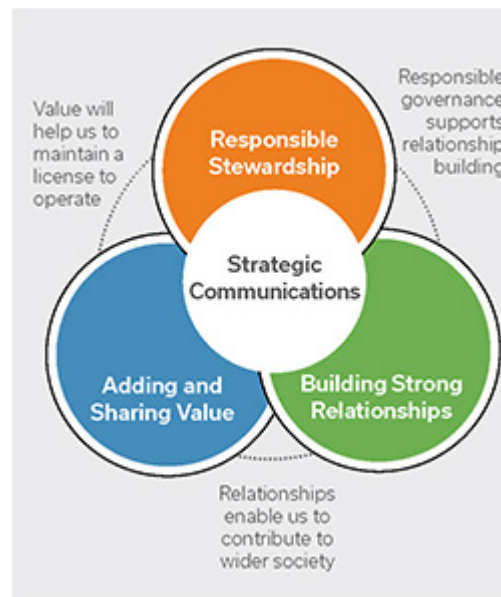 Value will
help us to
maintain a
license to
operate
Responsible
governance
supports
relationship
building
Responsible
Stewardship
Strategic
Communications
Adding and
Sharing Value
Building Strong
Relationships
Relationships
enable us to
contribute to
wider society